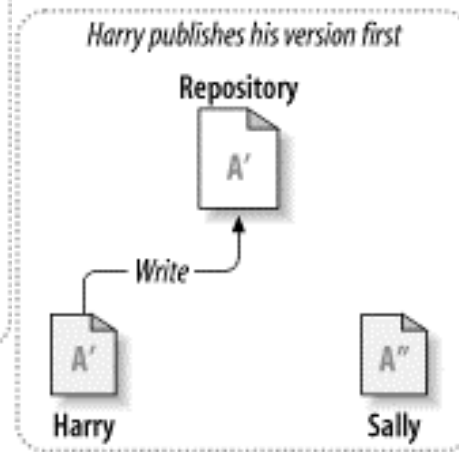 Harry publishes his version first
Repository
A'
Write
A'
A"
Harry
Sally